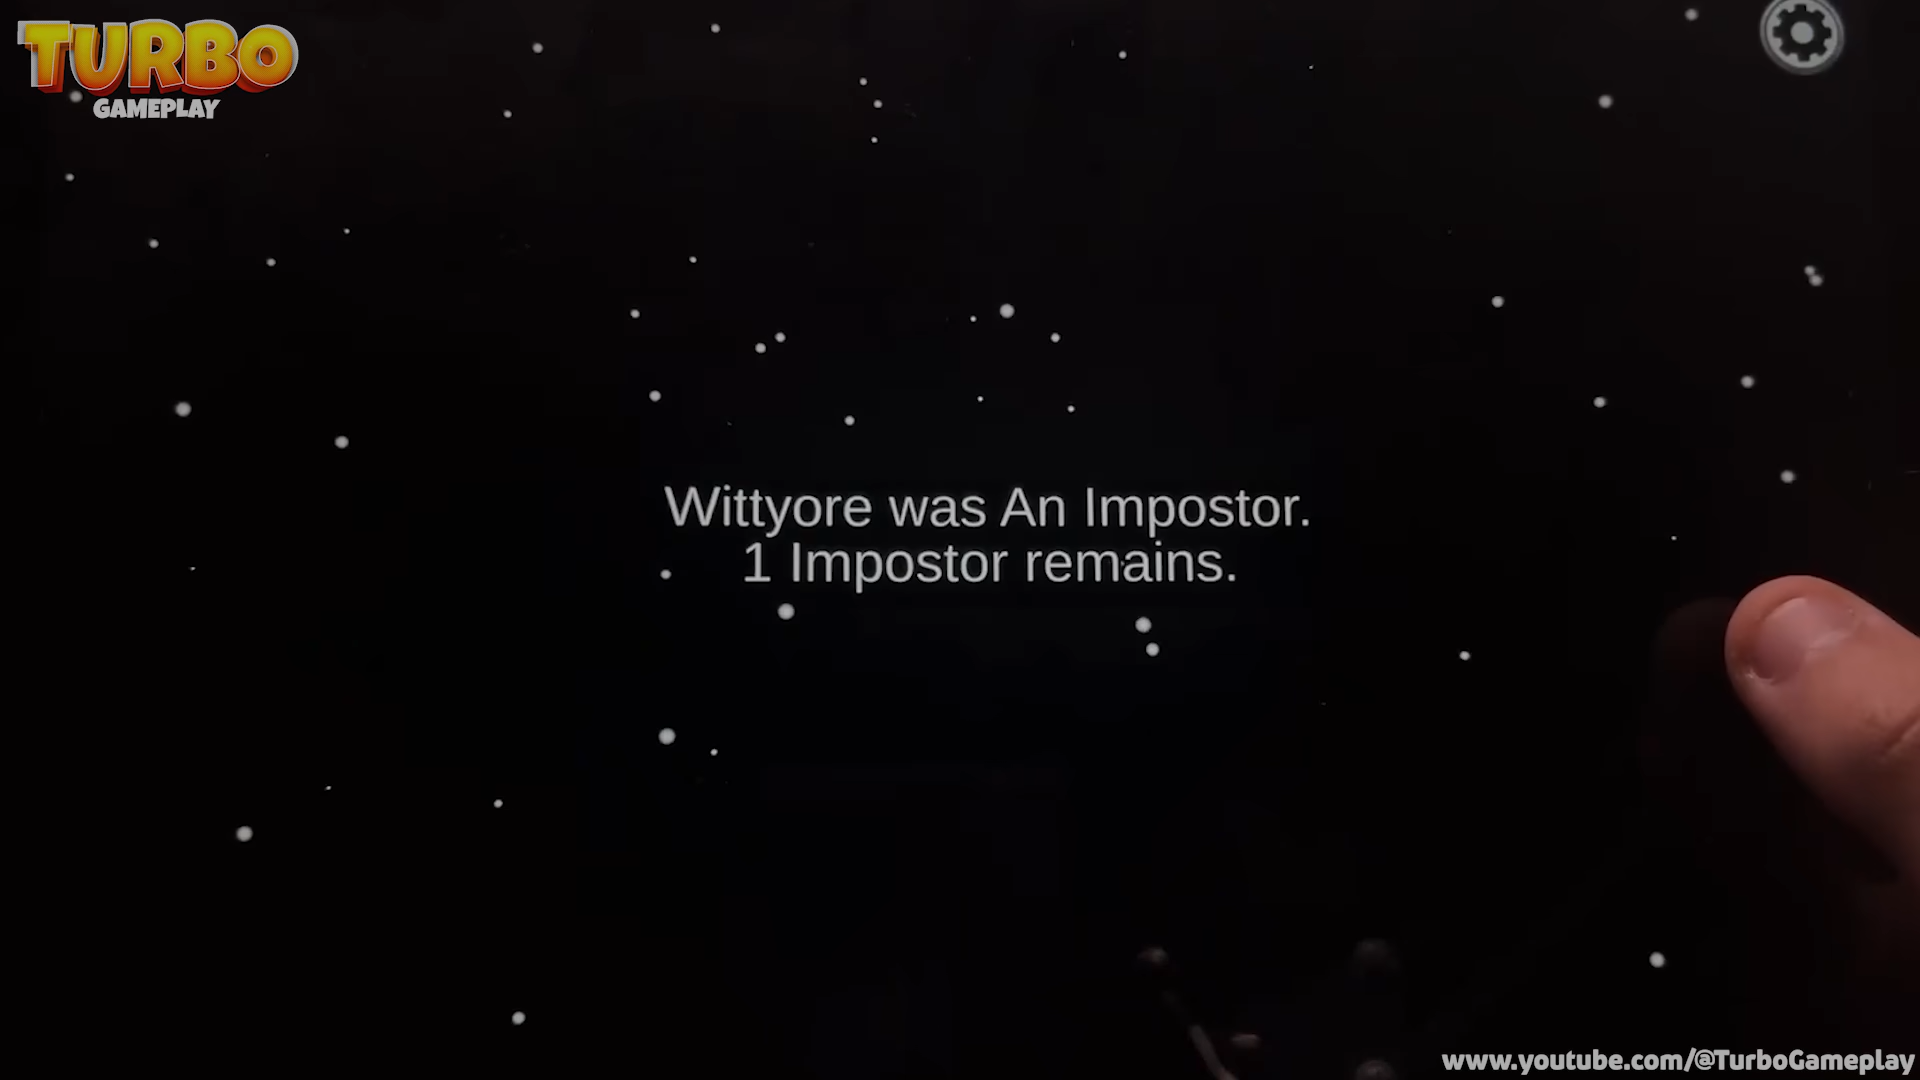 TURBO
GAMEPLAY
Wittyore was An Impostor.
1 Impostor remains.
www.youtube.com/@TurboGameplay